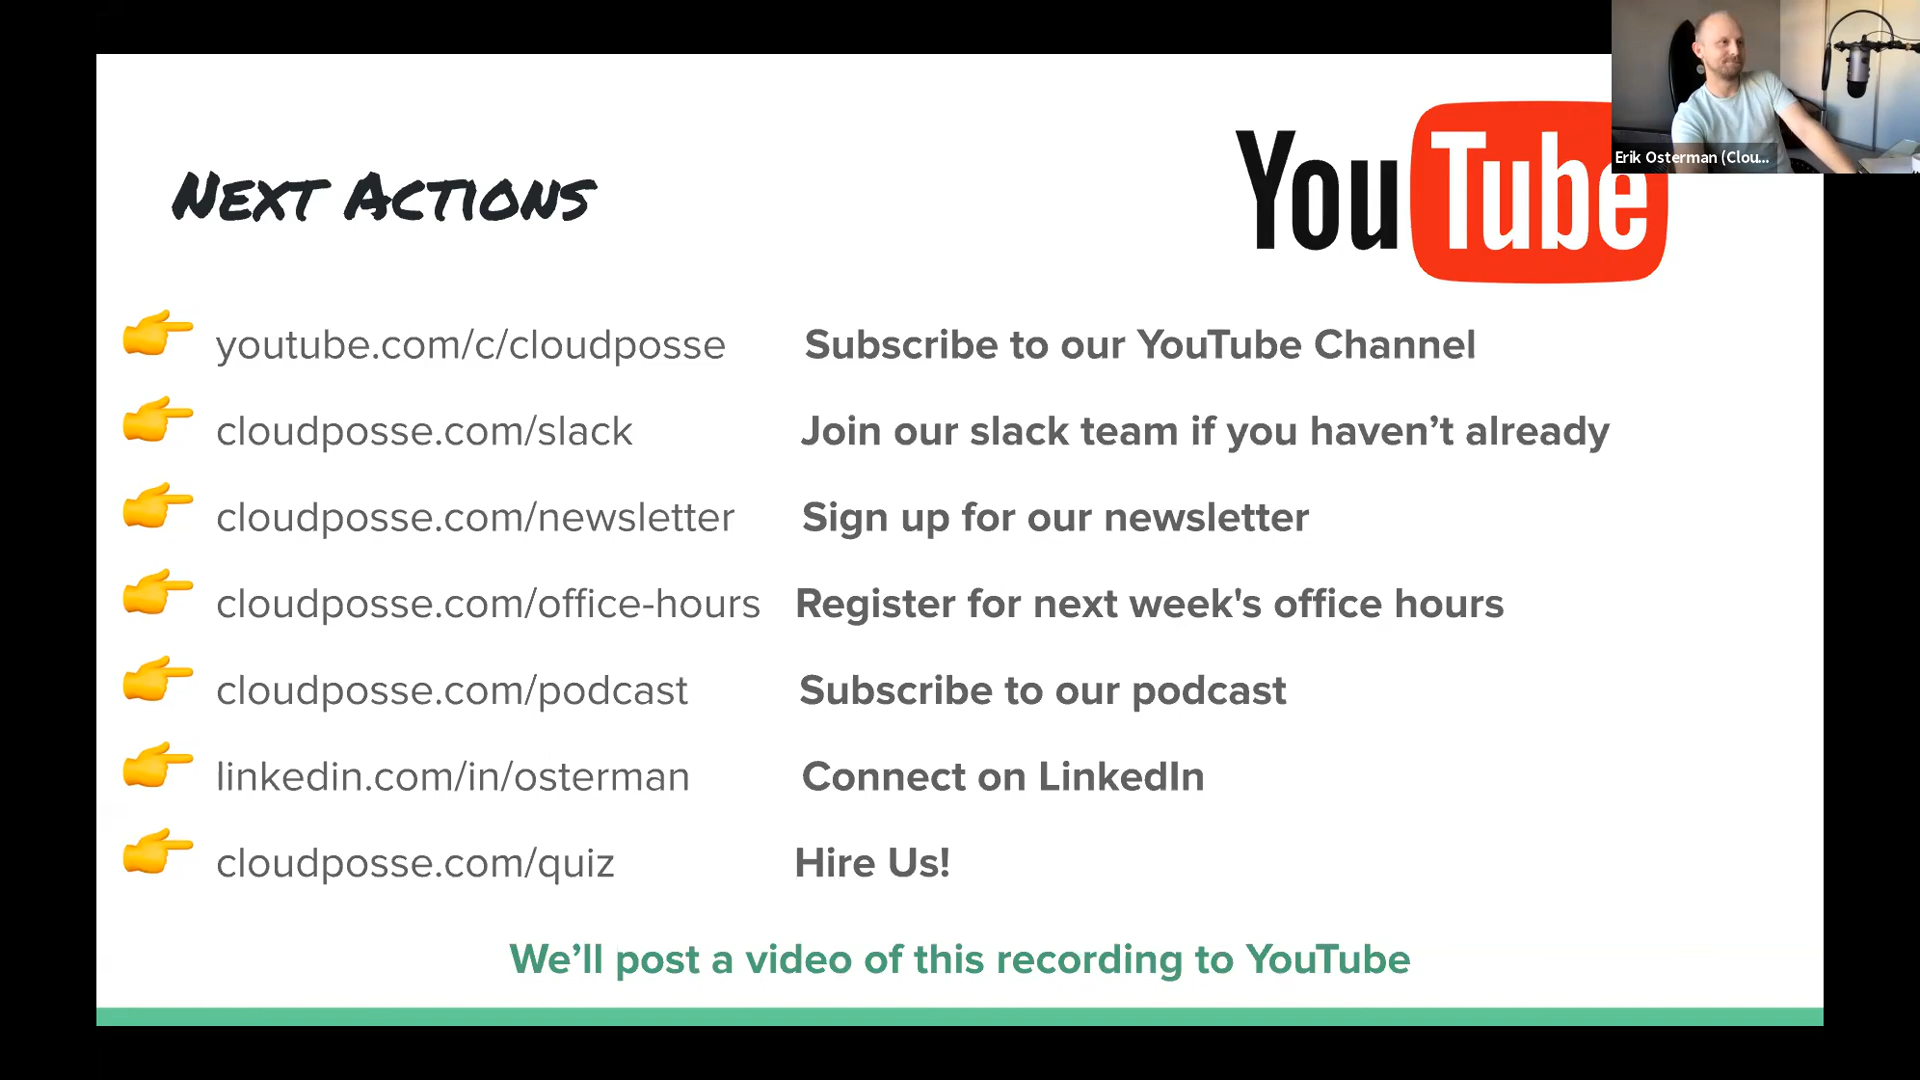 Erik Osterman (Clou...
Next Actions
YouTube
youtube.com/c/cloudposse Subscribe to our YouTube Channel
cloudposse.com/slack Join our slack team if you haven’t already
cloudposse.com/newsletter Sign up for our newsletter
cloudposse.com/office-hours Register for next week's office hours
cloudposse.com/podcast Subscribe to our podcast
linkedin.com/in/osterman Connect on LinkedIn
cloudposse.com/quiz Hire Us!
We’ll post a video of this recording to YouTube